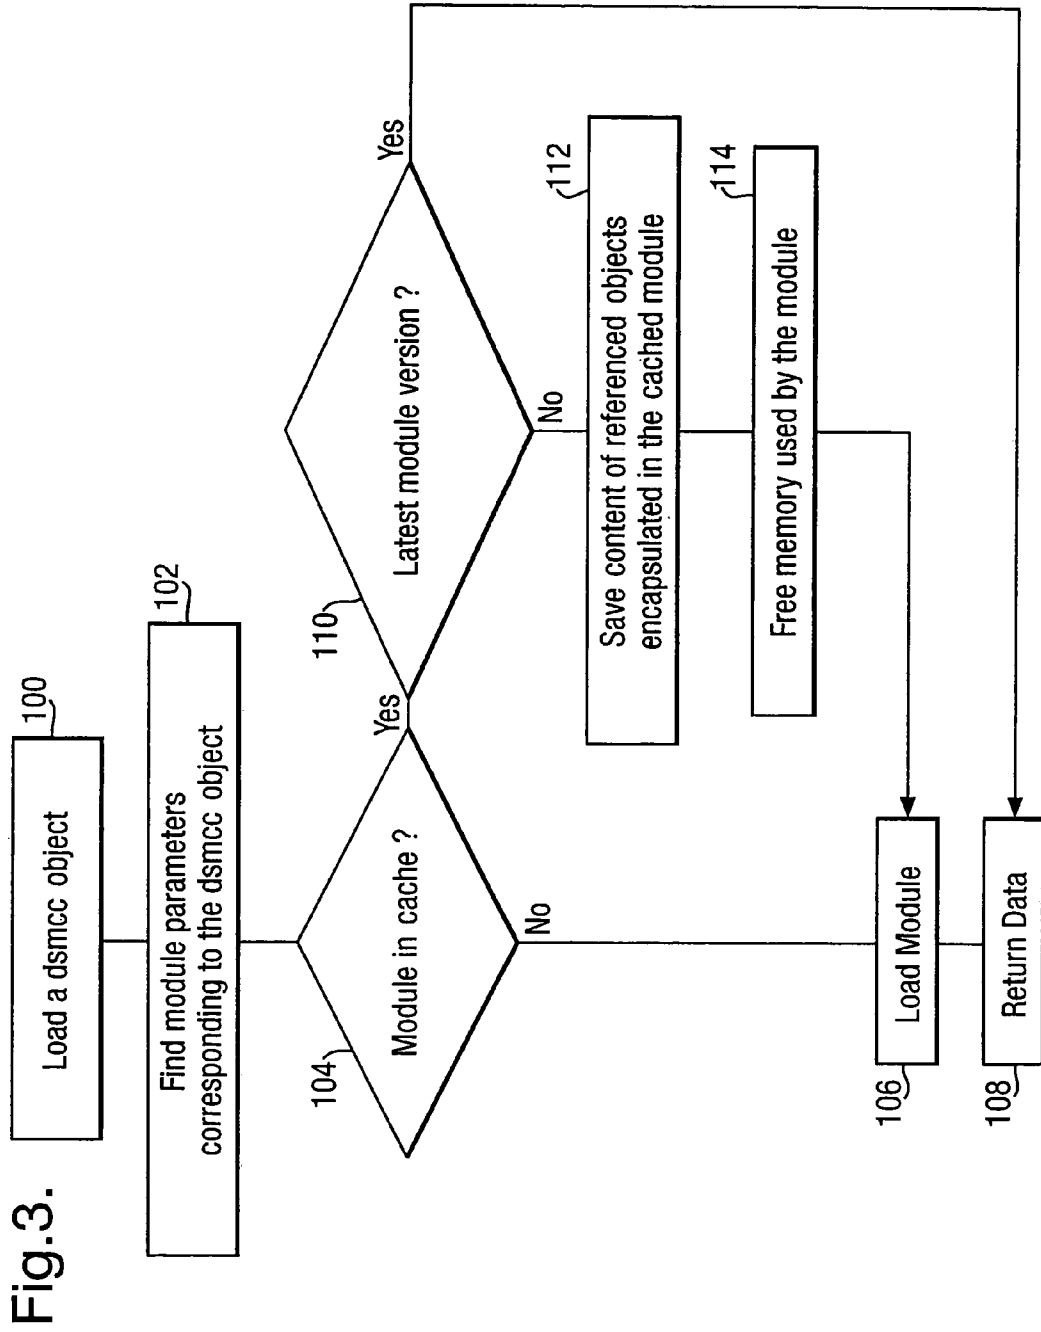 Fig.3.
Load a dsmcc object
100
Find module parameters
corresponding to the dsmcc object
102
Module in cache ?
104
Yes
No
Latest module version ?
110
Yes
No
Save content of referenced objects
encapsulated in the cached module
112
Free memory used by the module
114
Load Module
106
Return Data
108